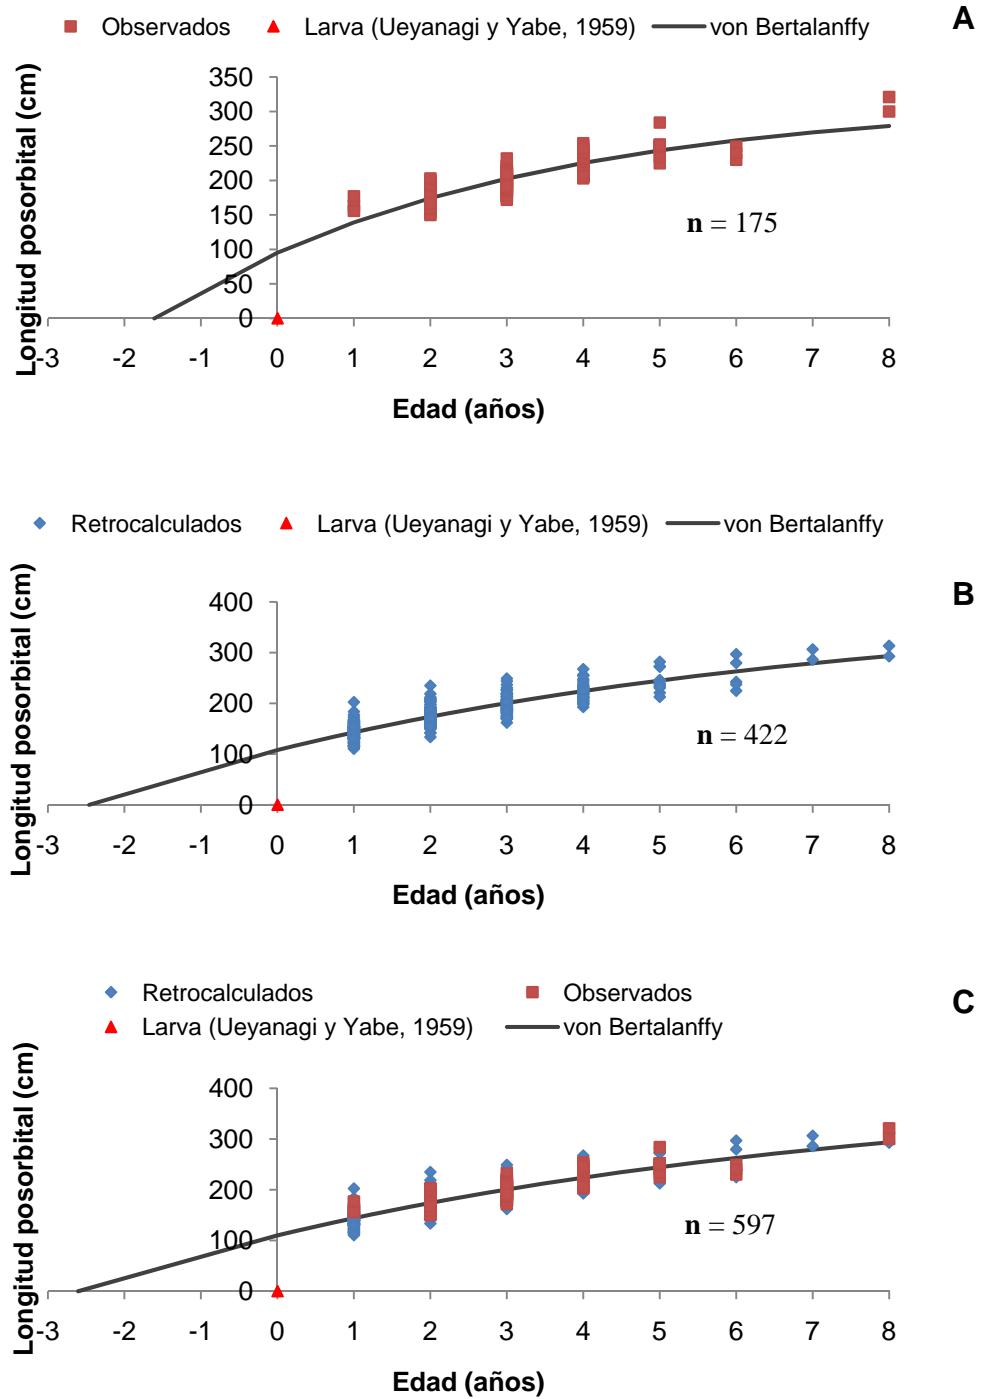 Observados Larva (Ueyanagi y Yabe, 1959) von Bertalanffy
A
Longitud posorbital (cm)
350
300
250
200
150
100
50
0
n = 175
-3 -2 -1 0 1 2 3 4 5 6 7 8
Edad (años)
Retrocalculados Larva (Ueyanagi y Yabe, 1959) von Bertalanffy
B
Longitud posorbital (cm)
400
300
200
100
0
n = 422
-3 -2 -1 0 1 2 3 4 5 6 7 8
Edad (años)
Retrocalculados Observados
Larva (Ueyanagi y Yabe, 1959) von Bertalanffy
C
Longitud posorbital (cm)
400
300
200
100
0
n = 597
-3 -2 -1 0 1 2 3 4 5 6 7 8
Edad (años)